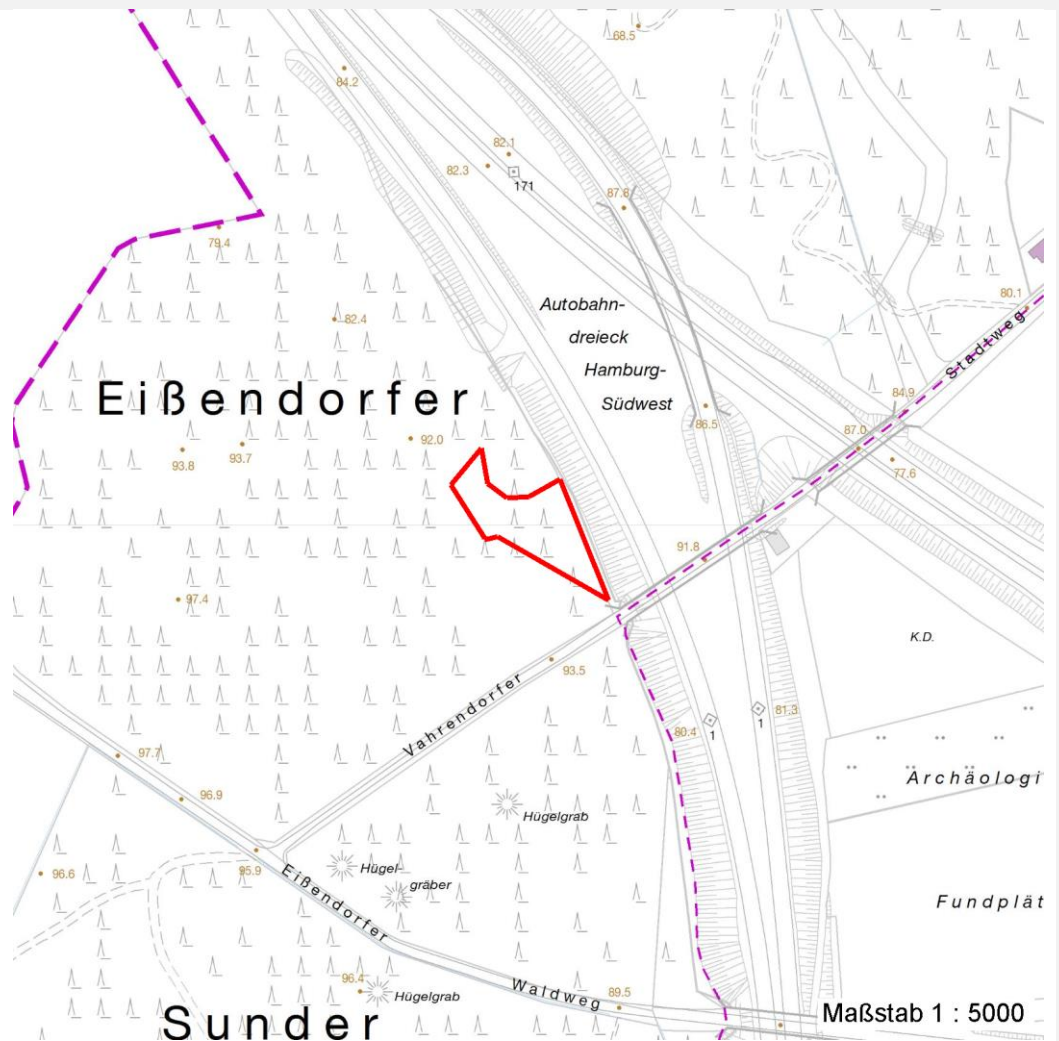 68.5
84.2
82.1
82.3
171
87.8
79.4
80.1
Autobahn-
dreieck
Hamburg-
Südwest
82.4
Stadtweg
Eißendorfer
84.9
86.5
87.0
92.0
93.8
93.7
77.6
91.8
97.4
K.D.
93.5
Vahrendorfer
80.4
1
1
81.3
97.7
Archäologi
96.9
Hügelgrab
95.9
Hügel-
gräber
96.6
Eißendorfer
Fundplät
96.4
Hügelgrab
Waldweg
89.5
Maßstab 1 : 5000
Sunder